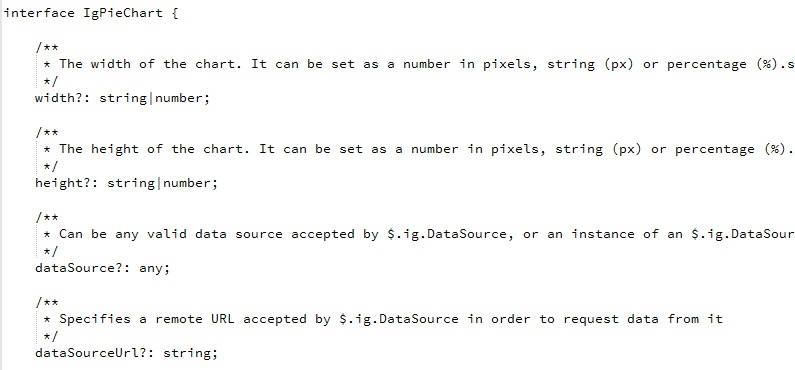 interface IgPieChart {
/**
* The width of the chart. It can be set as a number in pixels, string (px) or percentage (%).s
*/
width?: string|number;
/**
* The height of the chart. It can be set as a number in pixels, string (px) or percentage (%).
*/
height?: string|number;
/**
* Can be any valid data source accepted by $.ig.DataSource, or an instance of an $.ig.DataSour
*/
dataSource?: any;
/**
* Specifies a remote URL accepted by $.ig.DataSource in order to request data from it
*/
dataSourceUrl?: string;